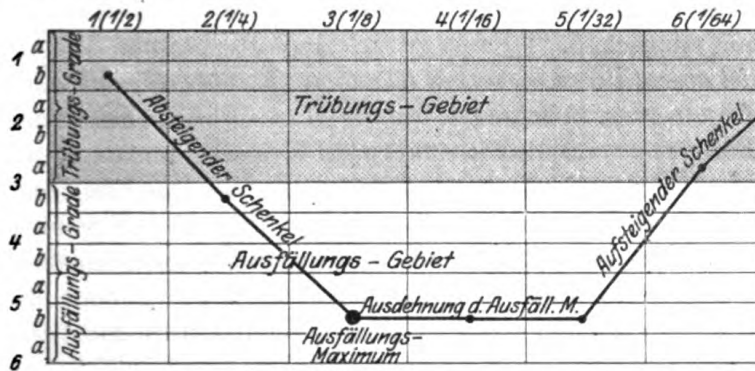 1(1/2) 2(1/4) 3(1/8) 4(1/16) 5(1/32) 6(1/64)
a
1
b
a
2
b
a
3
b
a
4
b
a
5
b
a
6
Trübungs-Grade
Ausfällungs-Grade
Absteigender Schenkel
Trübungs-Gebiet
Aufsteigender Schenkel
Ausfällungs-Gebiet
Ausdehnung d. Ausfäll. M.
Ausfällungs-
Maximum